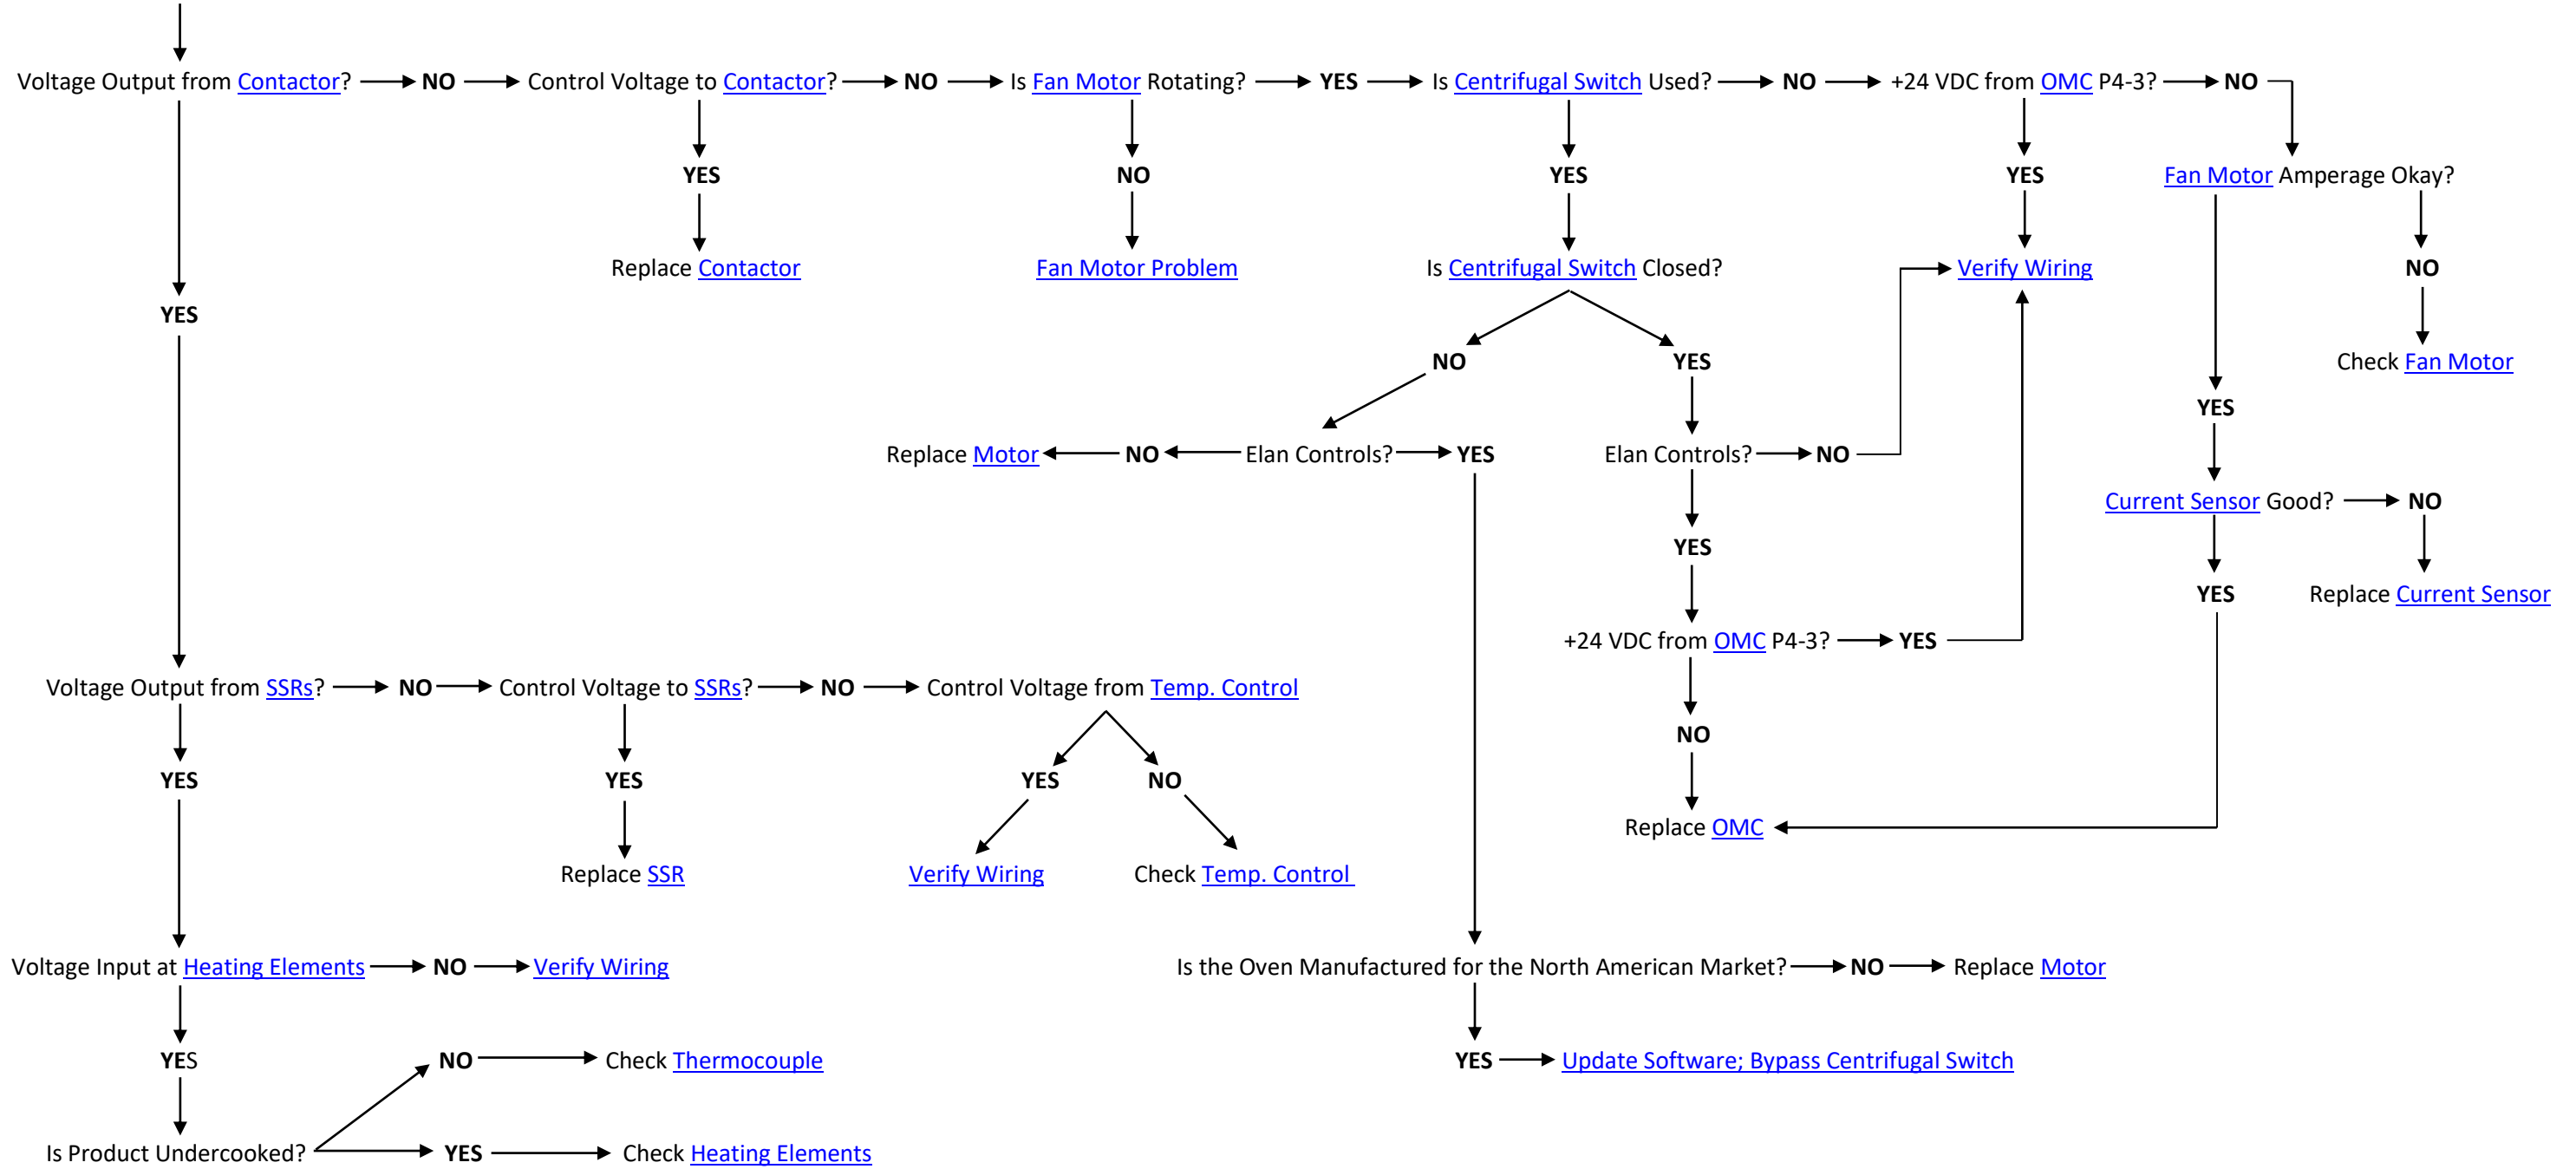 Voltage Output from Contactor? NO Control Voltage to Contactor? NO Is Fan Motor Rotating? YES Is Centrifugal Switch Used? NO +24 VDC from OMC P4-3? NO
YES NO YES YES Fan Motor Amperage Okay?
Replace Contactor Fan Motor Problem Is Centrifugal Switch Closed? Verify Wiring NO
YES
NO YES Check Fan Motor
YES
Replace Motor NO Elan Controls? YES Elan Controls? NO
Current Sensor Good? NO
YES
YES Replace Current Sensor
+24 VDC from OMC P4-3? YES
Voltage Output from SSRs? NO Control Voltage to SSRs? NO Control Voltage from Temp. Control
NO
YES YES YES NO
Replace OMC
Replace SSR Verify Wiring Check Temp. Control
Voltage Input at Heating Elements NO Verify Wiring Is the Oven Manufactured for the North American Market? NO Replace Motor
YES NO Check Thermocouple YES Update Software; Bypass Centrifugal Switch
Is Product Undercooked? YES Check Heating Elements